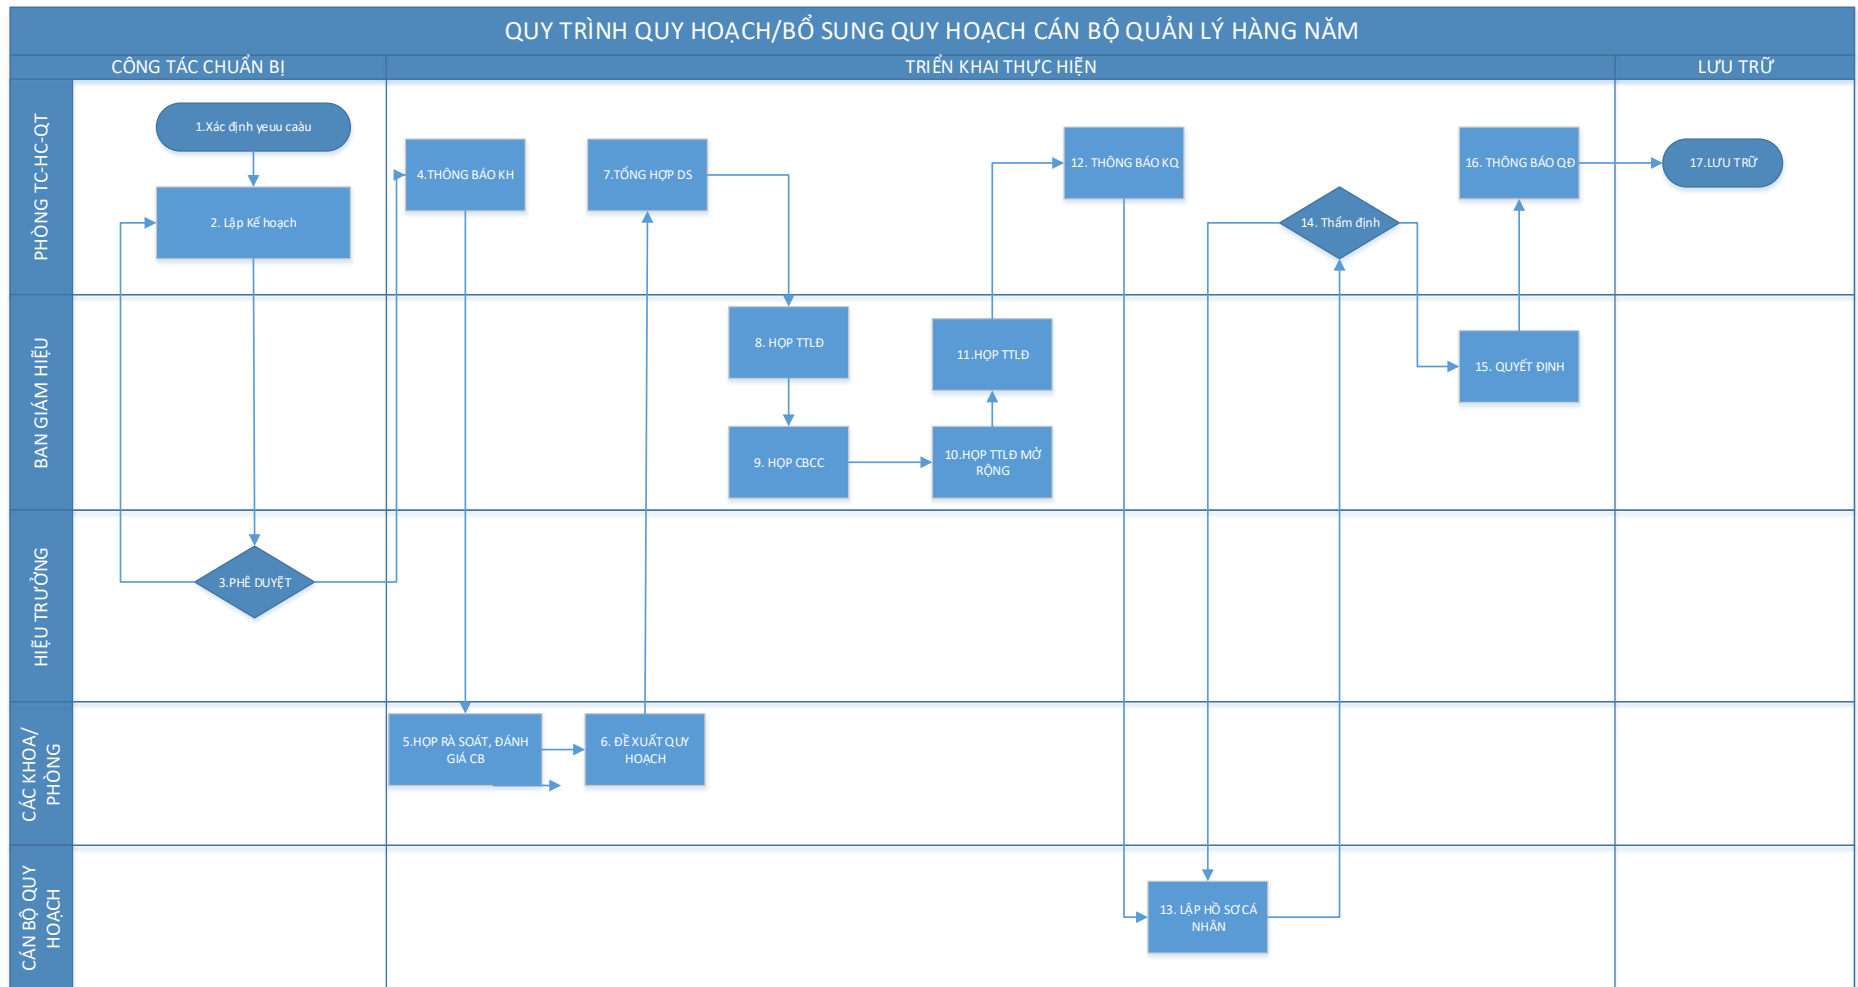 QUY TRÌNH QUY HOẠCH/BỔ SUNG QUY HOẠCH CÁN BỘ QUẢN LÝ HÀNG NĂM
CÔNG TÁC CHUẨN BỊ
TRIỂN KHAI THỰC HIỆN
LƯU TRỮ
PHÒNG TC-HC-QT
1.Xác định yeuu caàu
2. Lập Kế hoạch
4.THÔNG BÁO KH
7.TỔNG HỢP DS
12. THÔNG BÁO KQ
14. Thẩm định
16. THÔNG BÁO QĐ
17.LƯU TRỮ
BAN GIÁM HIỆU
8. HỌP TTLĐ
9. HỌP CBCC
10.HỌP TTLĐ MỞ
RỘNG
11.HỌP TTLĐ
15. QUYẾT ĐỊNH
HIỆU TRƯỞNG
3.PHÊ DUYỆT
CÁC KHOA/
PHÒNG
5.HỌP RÀ SOÁT, ĐÁNH
GIÁ CB
6. ĐỀ XUẤT QUY
HOẠCH
CÁN BỘ QUY
HOẠCH
13. LẬP HỒ SƠ CÁ
NHÂN